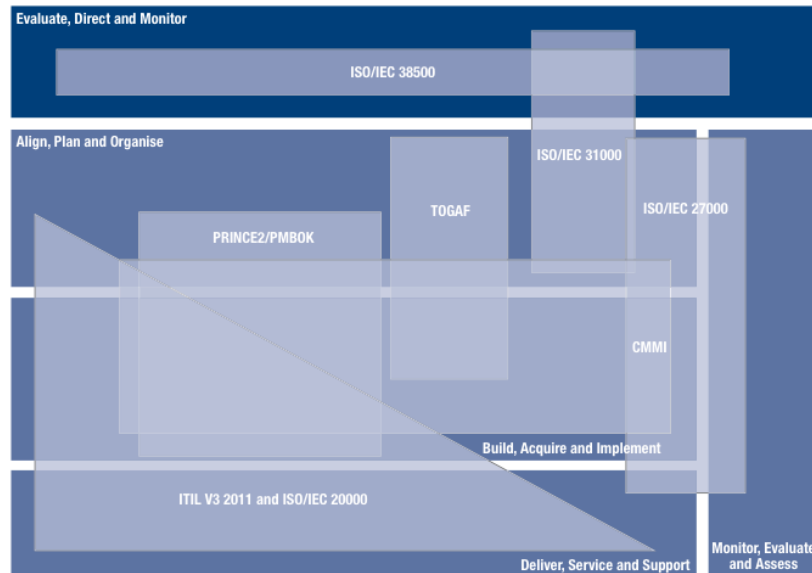 Evaluate, Direct and Monitor
ISO/IEC 38500
Align, Plan and Organise
ISO/IEC 31000
ISO/IEC 27000
TOGAF
PRINCE2/PMBOK
CMMI
Build, Acquire and Implement
ITIL V3 2011 and ISO/IEC 20000
Deliver, Service and Support
Monitor, Evaluate
and Assess